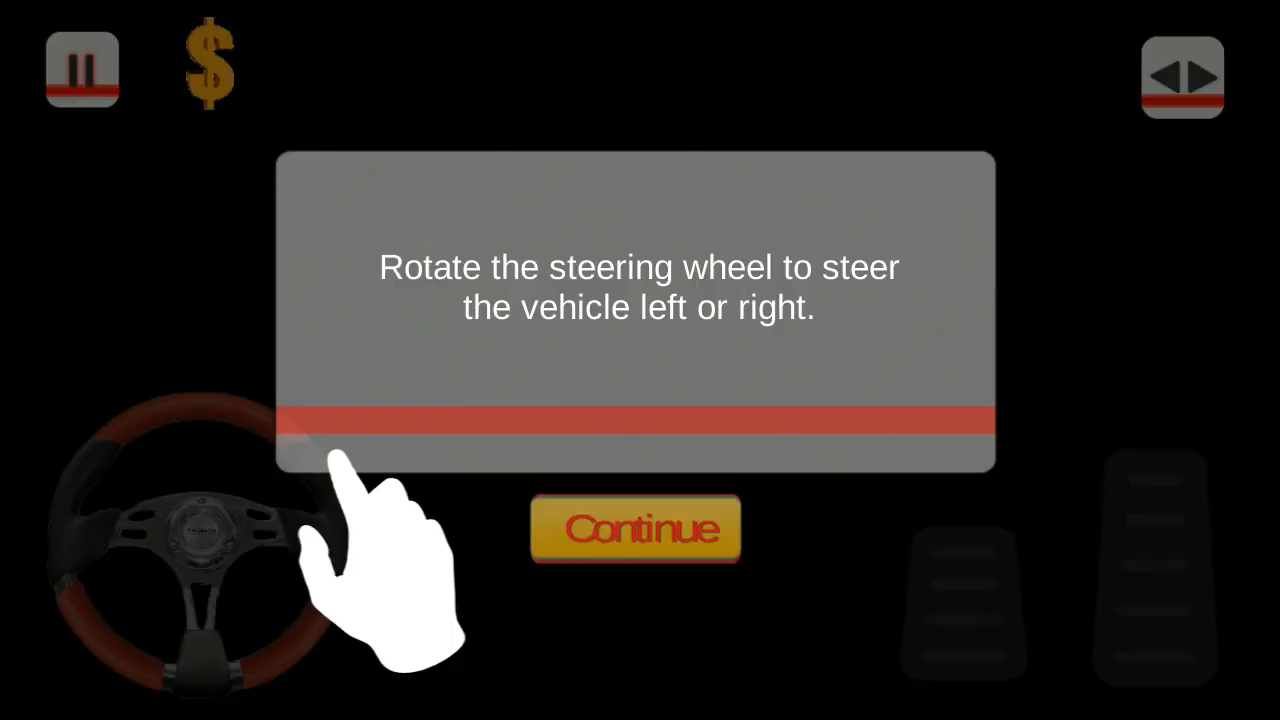 $
Rotate the steering wheel to steer
the vehicle left or right.
Continue